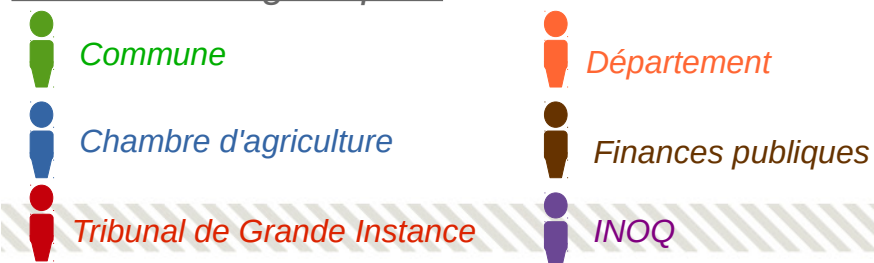 Commune
Département
Chambre d'agriculture
Finances publiques
Tribunal de Grande Instance
INOQ